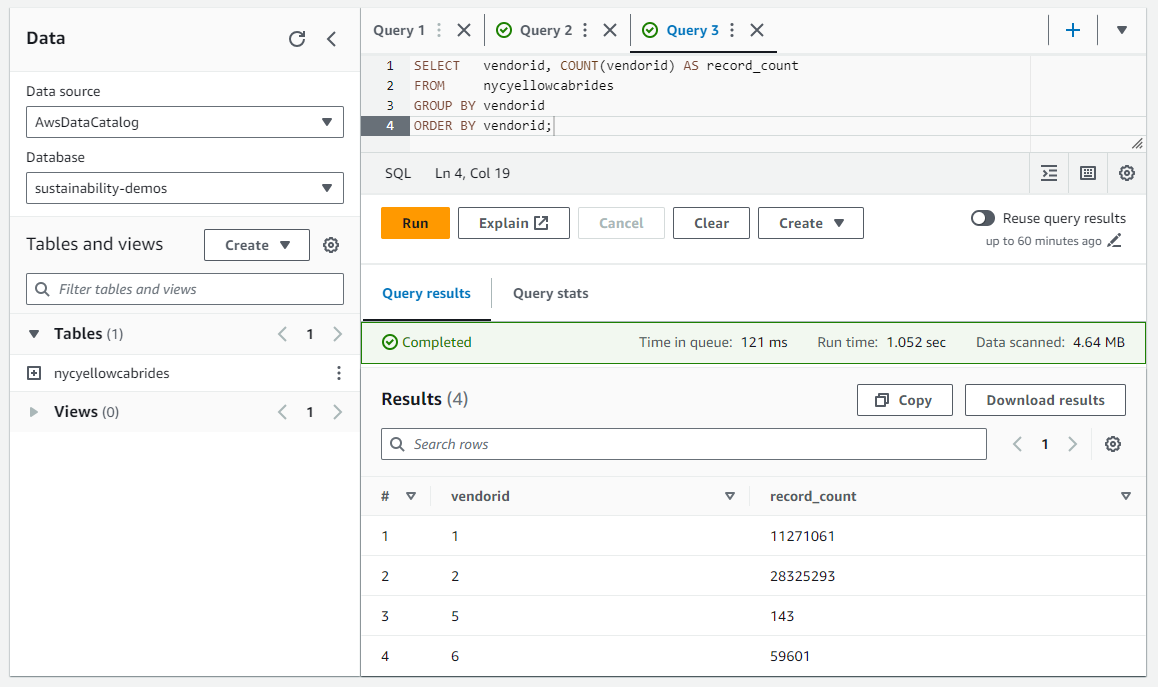 Data
Data source
AwsDataCatalog
Database
sustainability-demos
Tables and views
Create
Filter tables and views
Tables (1)
1
nycyellowcabrides
Views (0)
1
Query 1
Query 2
Query 3
1 SELECT   vendorid, COUNT(vendorid) AS record_count
2 FROM     nycyellowcabrides
3 GROUP BY vendorid
4 ORDER BY vendorid;
SQL Ln 4, Col 19
Run Explain Cancel Clear Create
Reuse query results
up to 60 minutes ago
Query results Query stats
Completed Time in queue: 121 ms Run time: 1.052 sec Data scanned: 4.64 MB
Results (4) Copy Download results
Search rows 1
# vendorid record_count
1 1 11271061
2 2 28325293
3 5 143
4 6 59601